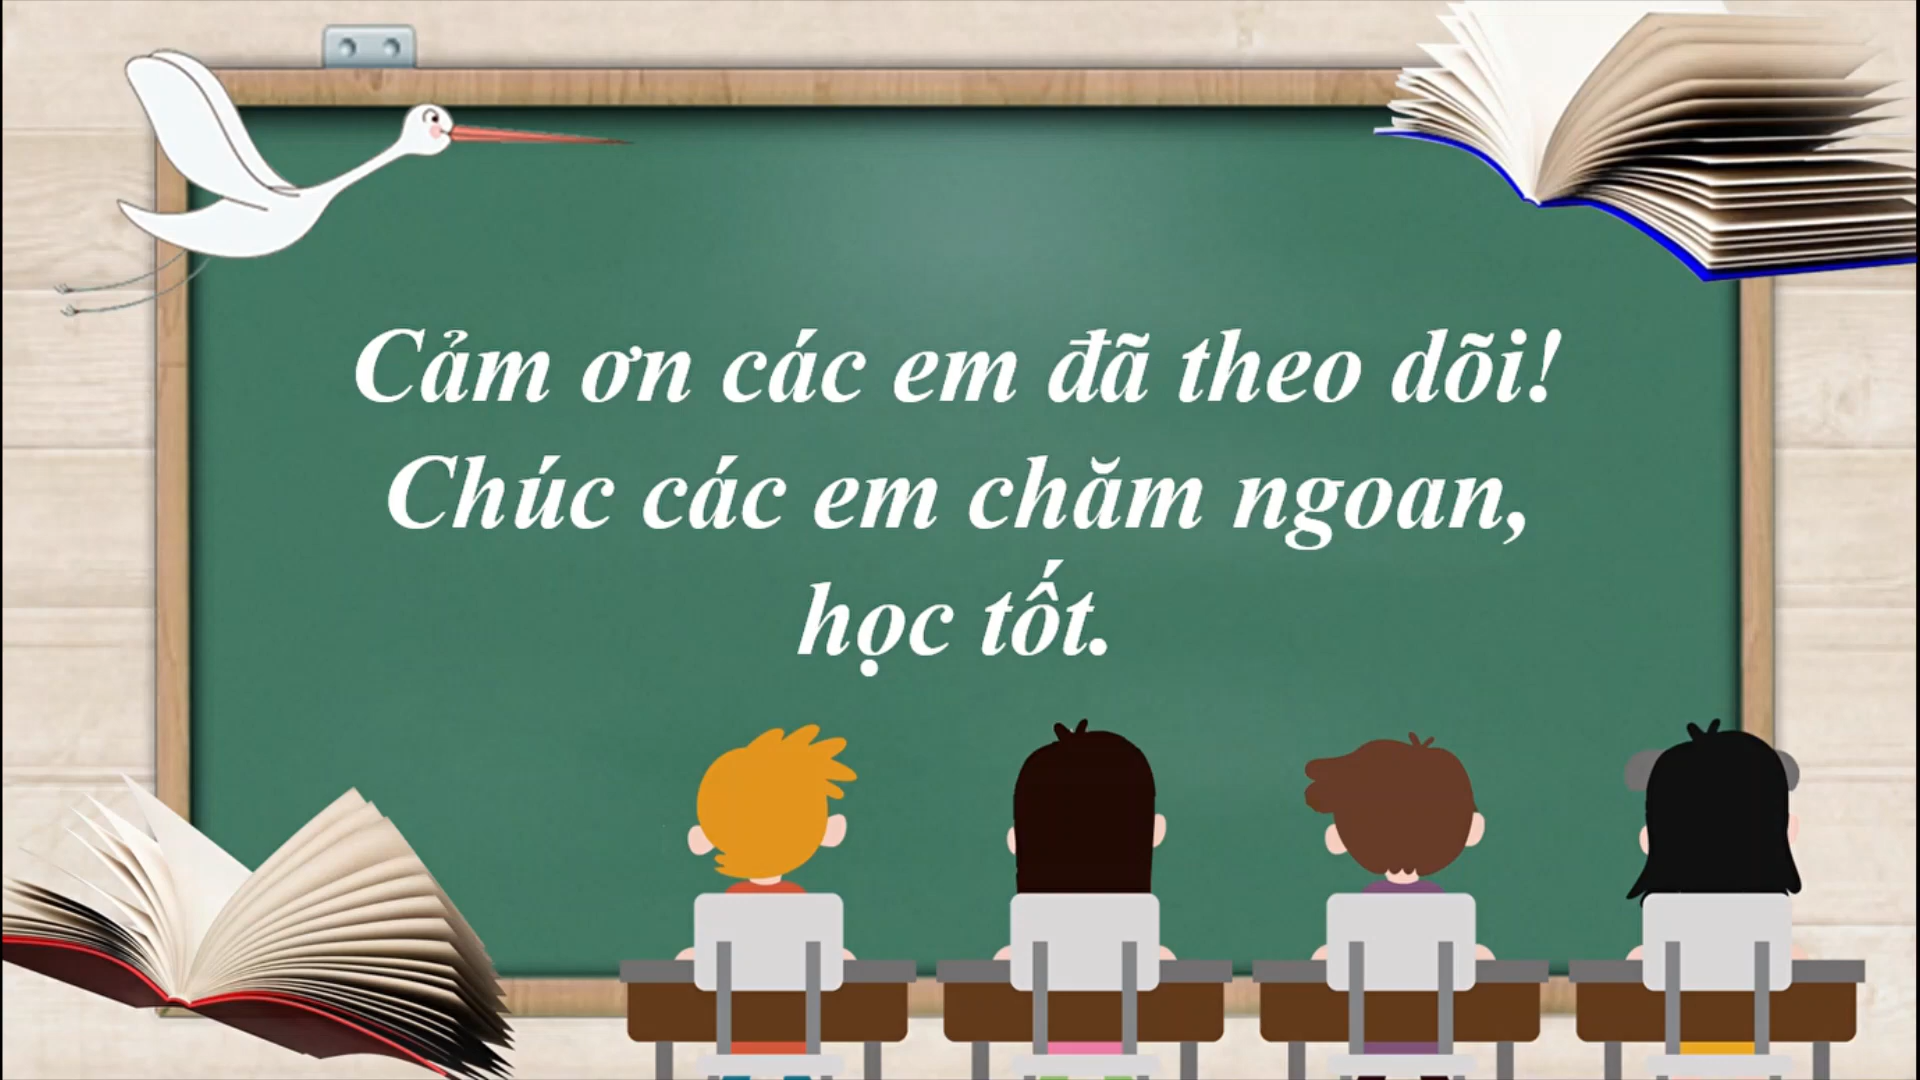 Cảm ơn các em đã theo dõi!
Chúc các em chăm ngoan,
học tốt.